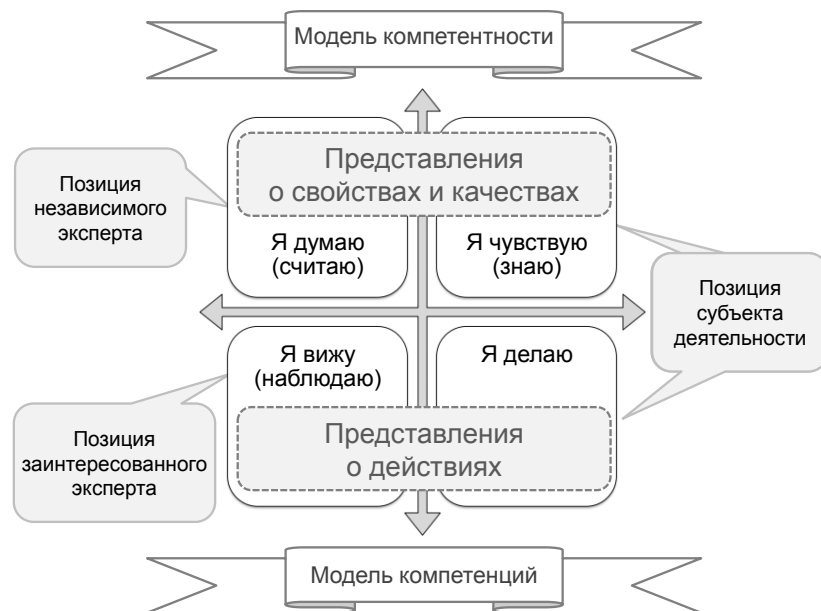 Модель компетентности
Представления
о свойствах и качествах
Позиция
независимого
эксперта
Я думаю
(считаю)
Я чувствую
(знаю)
Позиция
субъекта
деятельности
Я вижу
(наблюдаю)
Я делаю
Позиция
заинтересованного
эксперта
Представления
о действиях
Модель компетенций